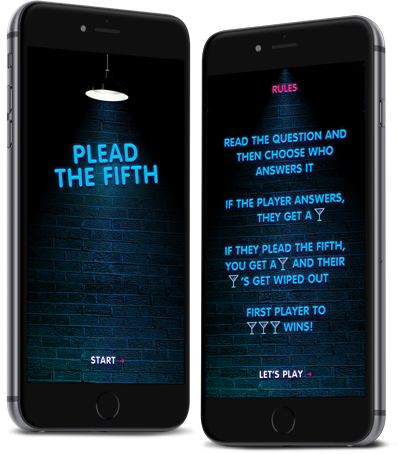 PLEAD
THE FIFTH
START →
RULES
READ THE QUESTION AND
THEN CHOOSE WHO
ANSWERS IT
IF THE PLAYER ANSWERS,
THEY GET A 🍸
IF THEY PLEAD THE FIFTH,
YOU GET A 🍸 AND THEIR
🍸'S GET WIPED OUT
FIRST PLAYER TO
🍸🍸🍸 WINS!
LET'S PLAY →